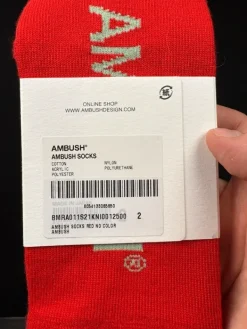 AM
ONLINE SHOP
WWW.AMBUSHDESIGN.COM
AMBUSH®
AMBUSH SOCKS
COTTON NYLON
ACRYLIC POLYURETHANE
POLYESTER
BMRA011S21KNI0012500 2
AMBUSH SOCKS RED NO COLOR
AMBUSH